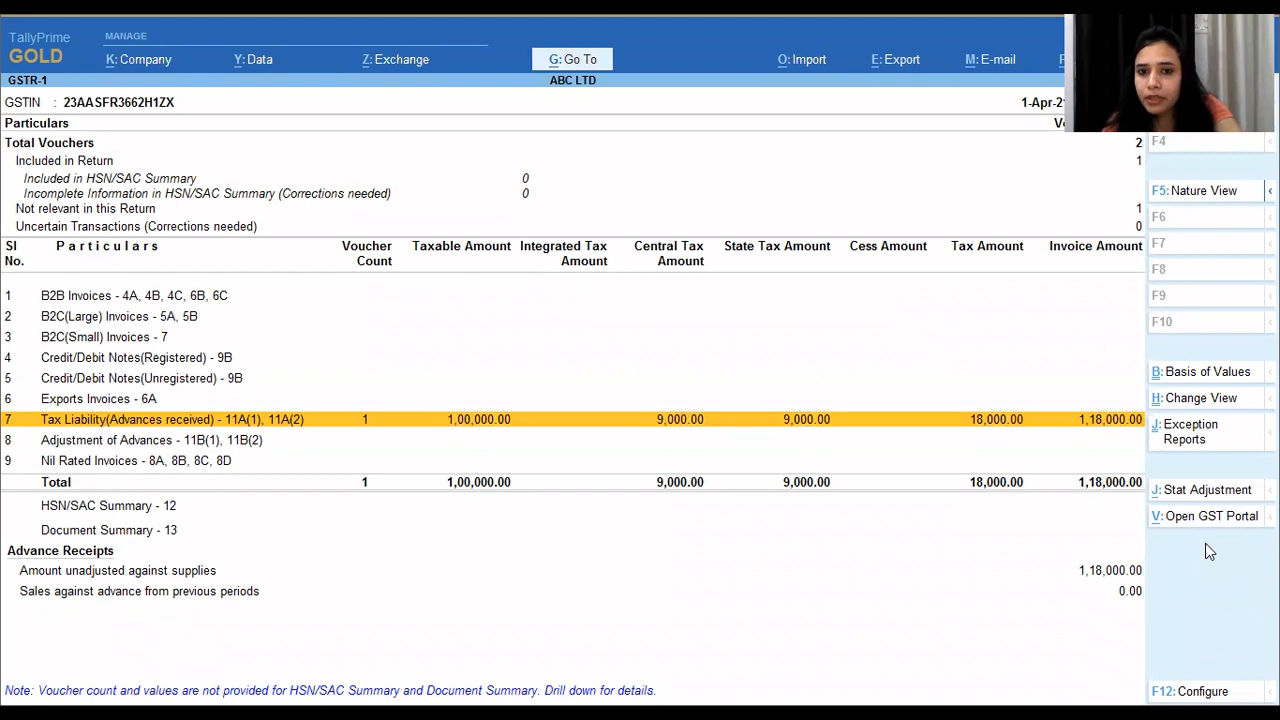 TallyPrime
GOLD
MANAGE
K: Company Y: Data Z: Exchange G: Go To O: Import E: Export M: E-mail
GSTR-1 ABC LTD
GSTIN : 23AASFR3662H1ZX 1-Apr-2
Particulars
Total Vouchers 2
Included in Return 1
Included in HSN/SAC Summary 0
Incomplete Information in HSN/SAC Summary (Corrections needed) 0
Not relevant in this Return 1
Uncertain Transactions (Corrections needed) 0
Sl No. Particulars Voucher Count Taxable Amount Integrated Tax Amount Central Tax Amount State Tax Amount Cess Amount Tax Amount Invoice Amount
1 B2B Invoices - 4A, 4B, 4C, 6B, 6C
2 B2C(Large) Invoices - 5A, 5B
3 B2C(Small) Invoices - 7
4 Credit/Debit Notes(Registered) - 9B
5 Credit/Debit Notes(Unregistered) - 9B
6 Exports Invoices - 6A
7 Tax Liability(Advances received) - 11A(1), 11A(2) 1 1,00,000.00 9,000.00 9,000.00 18,000.00 1,18,000.00
8 Adjustment of Advances - 11B(1), 11B(2)
9 Nil Rated Invoices - 8A, 8B, 8C, 8D
Total 1 1,00,000.00 9,000.00 9,000.00 18,000.00 1,18,000.00
HSN/SAC Summary - 12
Document Summary - 13
Advance Receipts
Amount unadjusted against supplies 1,18,000.00
Sales against advance from previous periods 0.00
Note: Voucher count and values are not provided for HSN/SAC Summary and Document Summary. Drill down for details.
F4
F5: Nature View
F6
F7
F8
F9
F10
B: Basis of Values
H: Change View
J: Exception
Reports
J: Stat Adjustment
V: Open GST Portal
F12: Configure